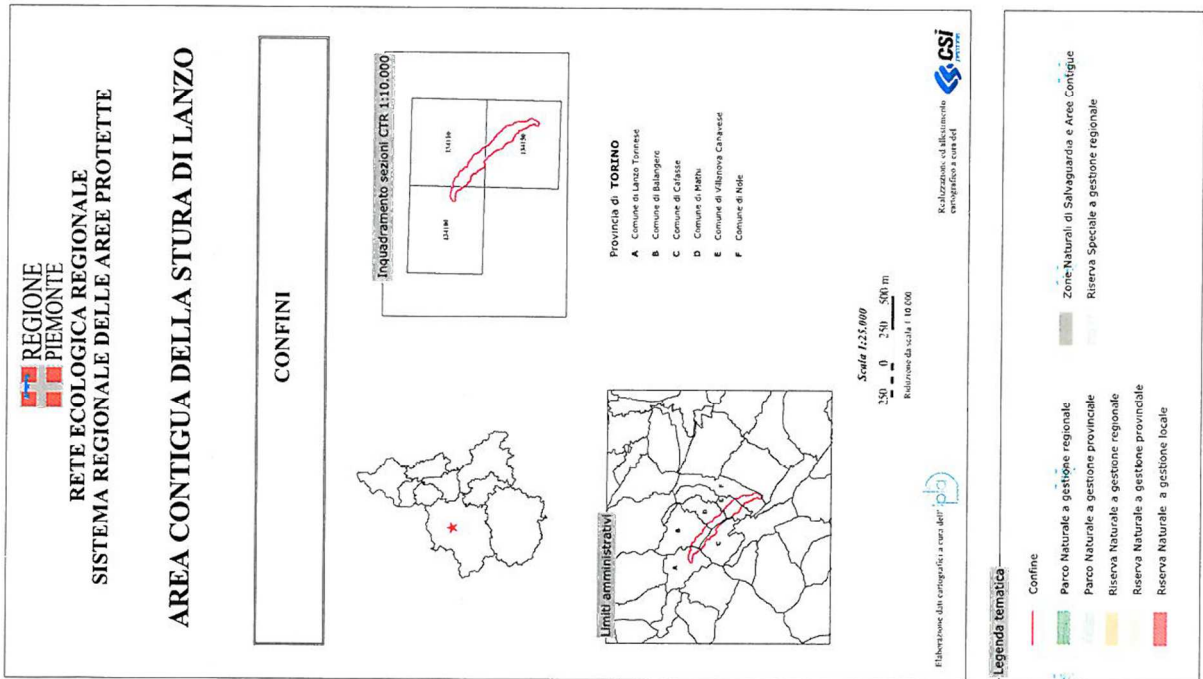 REGIONE
PIEMONTE
RETE ECOLOGICA REGIONALE
SISTEMA REGIONALE DELLE AREE PROTETTE
AREA CONTIGUA DELLA STURA DI LANZO
CONFINI
Inquadramento sezioni CTR 1:10.000
134110
134150
Limiti amministrativi
A
B
C
D
E
F
Provincia di TORINO
A Comune di Lanzo Torinese
B Comune di Balangero
C Comune di Cafasse
D Comune di Mathi
E Comune di Villanova Canavese
F Comune di Nole
Scala 1:25.000
250 0 250 500 m
Riduzione da scala 1:10.000
Elaborazione dati cartografici a cura dell'
ipla
Realizzazione ed allestimento
cartografico a cura del
CSI
Legenda tematica
Confine
Parco Naturale a gestione regionale
Parco Naturale a gestione provinciale
Riserva Naturale a gestione regionale
Riserva Naturale a gestione provinciale
Riserva Naturale a gestione locale
Zone Naturali di Salvaguardia e Aree Contigue
Riserva Speciale a gestione regionale